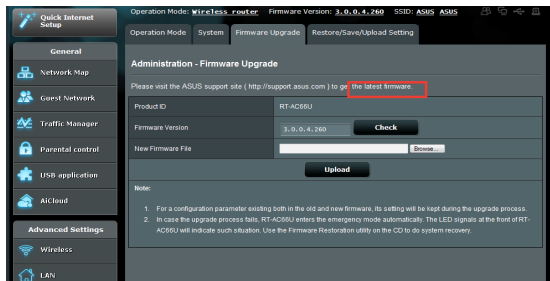 Quick Internet Setup
Operation Mode: Wireless router Firmware Version: 3.0.0.4.260 SSID: ASUS ASUS
Operation Mode System Firmware Upgrade Restore/Save/Upload Setting
General
Network Map
Guest Network
Traffic Manager
Parental control
USB application
AiCloud
Advanced Settings
Wireless
LAN
Administration - Firmware Upgrade
Please visit the ASUS support site ( http://support.asus.com ) to get the latest firmware.
Product ID RT-AC66U
Firmware Version 3.0.0.4.260 Check
New Firmware File Browse...
Upload
Note:
1. For a configuration parameter existing both in the old and new firmware, its setting will be kept during the upgrade process.
2. In case the upgrade process fails, RT-AC66U enters the emergency mode automatically. The LED signals at the front of RT-
AC66U will indicate such situation. Use the Firmware Restoration utility on the CD to do system recovery.